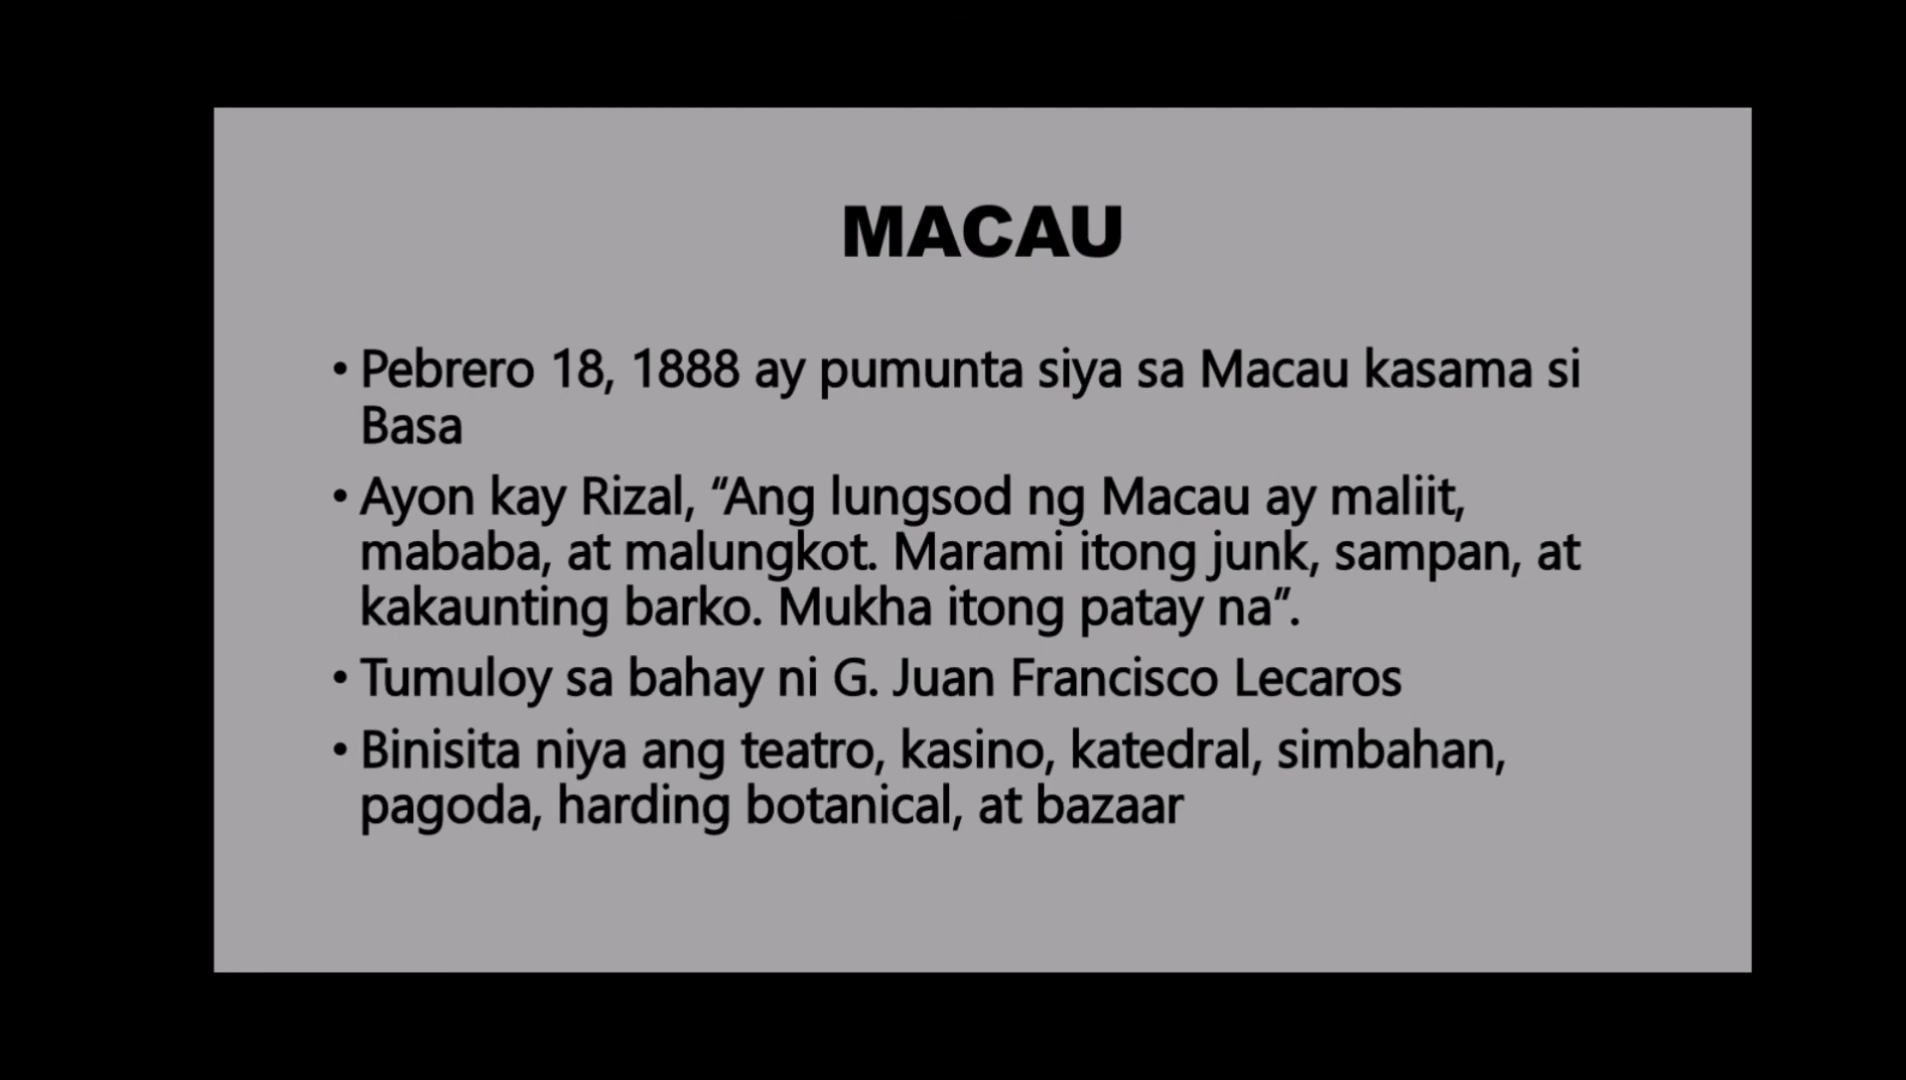 MACAU
• Pebrero 18, 1888 ay pumunta siya sa Macau kasama si
Basa
• Ayon kay Rizal, “Ang lungsod ng Macau ay maliit,
mababa, at malungkot. Marami itong junk, sampan, at
kakaunting barko. Mukha itong patay na”.
• Tumuloy sa bahay ni G. Juan Francisco Lecaros
• Binisita niya ang teatro, kasino, katedral, simbahan,
pagoda, harding botanical, at bazaar